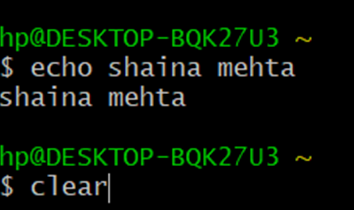 hp@DESKTOP-BQK27U3 ~
$ echo shaina mehta
shaina mehta
hp@DESKTOP-BQK27U3 ~
$ clear